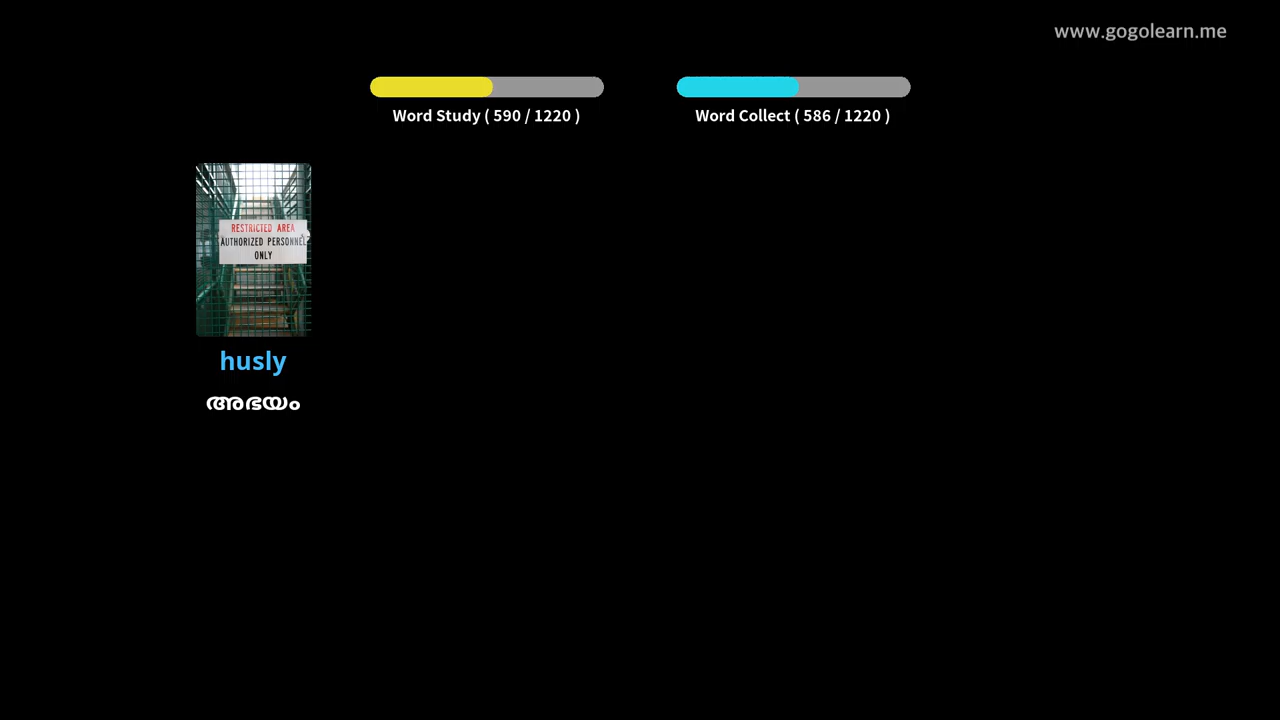 www.gogolearn.me
Word Study ( 590 / 1220 )
Word Collect ( 586 / 1220 )
RESTRICTED AREA
AUTHORIZED PERSONNEL
ONLY
husly
അഭയം